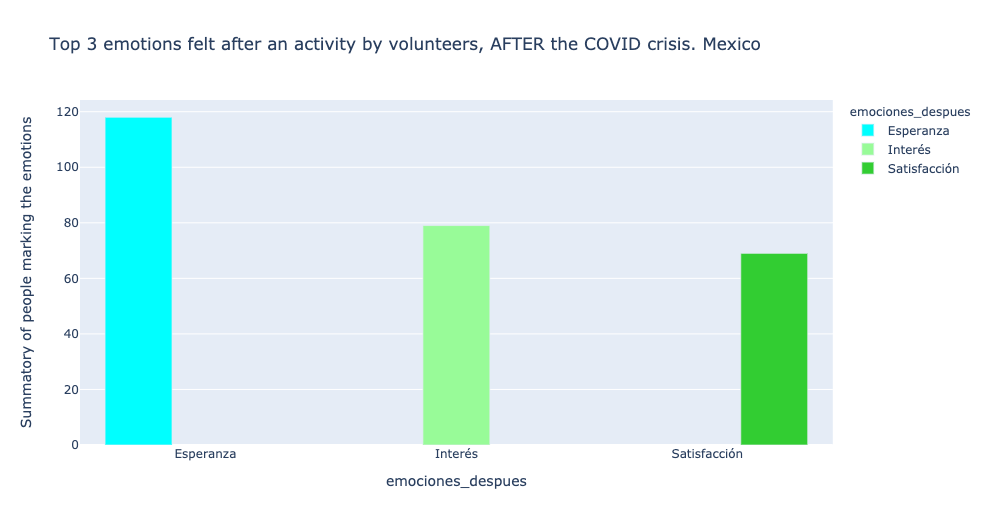 Top 3 emotions felt after an activity by volunteers, AFTER the COVID crisis. Mexico
Summatory of people marking the emotions
120
100
80
60
40
20
0
Esperanza
Interés
Satisfacción
emociones_despues
emociones_despues
Esperanza
Interés
Satisfacción